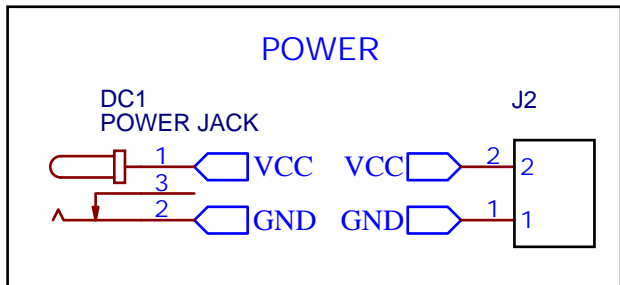 POWER
DC1
POWER JACK
J2
1 VCC
VCC 2 2
3
2 GND
GND 1 1